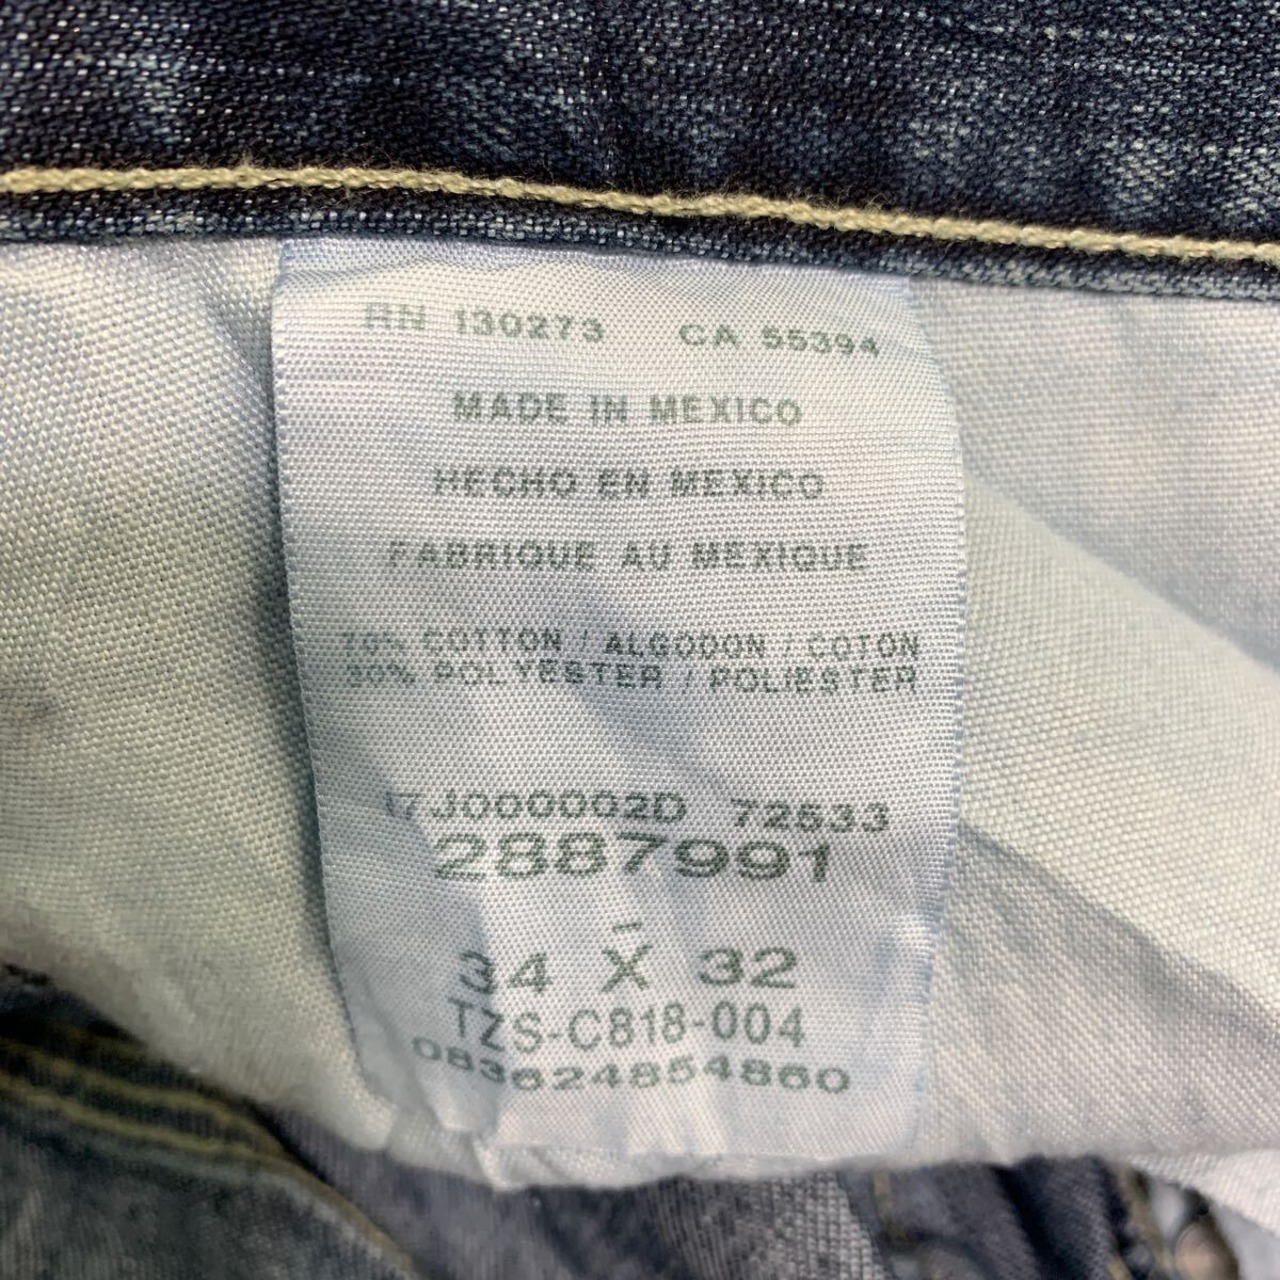 RN 130273 CA 55394
MADE IN MEXICO
HECHO EN MEXICO
FABRIQUE AU MEXIQUE
70% COTTON / ALGODON / COTON
30% POLYESTER / POLIESTER
17J000002D 72533
2887991
34 X 32
TZS-C818-004
083624854860